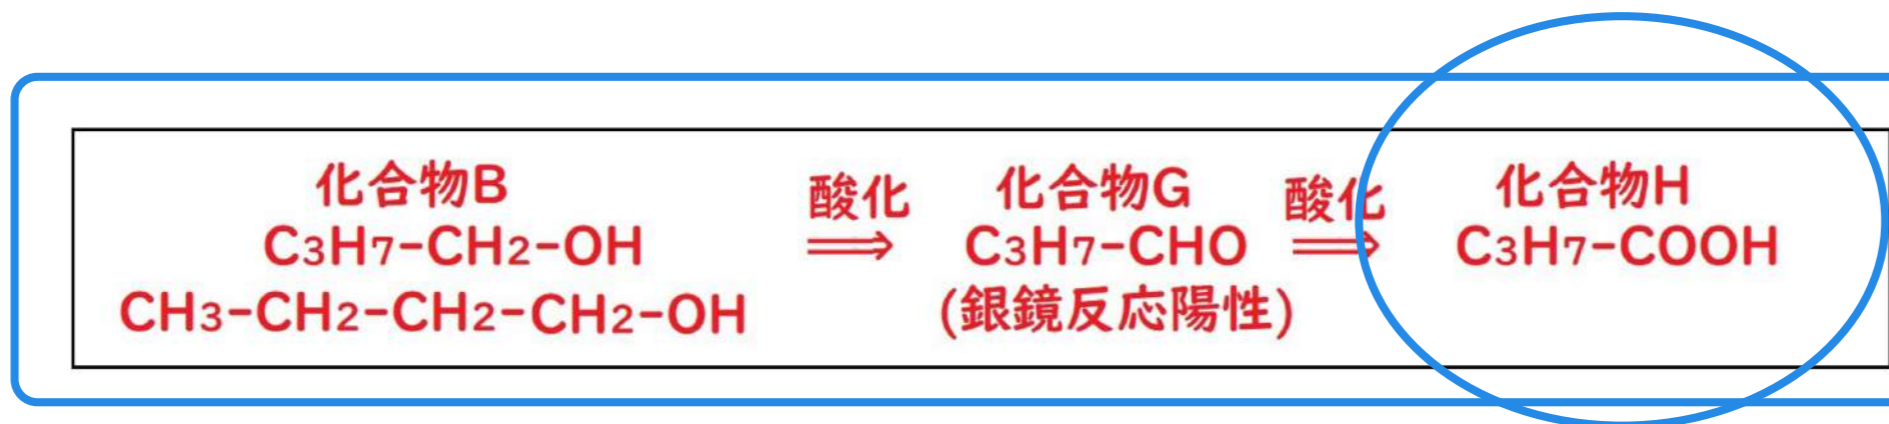 化合物B 酸化 化合物G 酸化 化合物H
C3H7-CH2-OH ⟹ C3H7-CHO ⟹ C3H7-COOH
CH3-CH2-CH2-CH2-OH (銀鏡反応陽性)